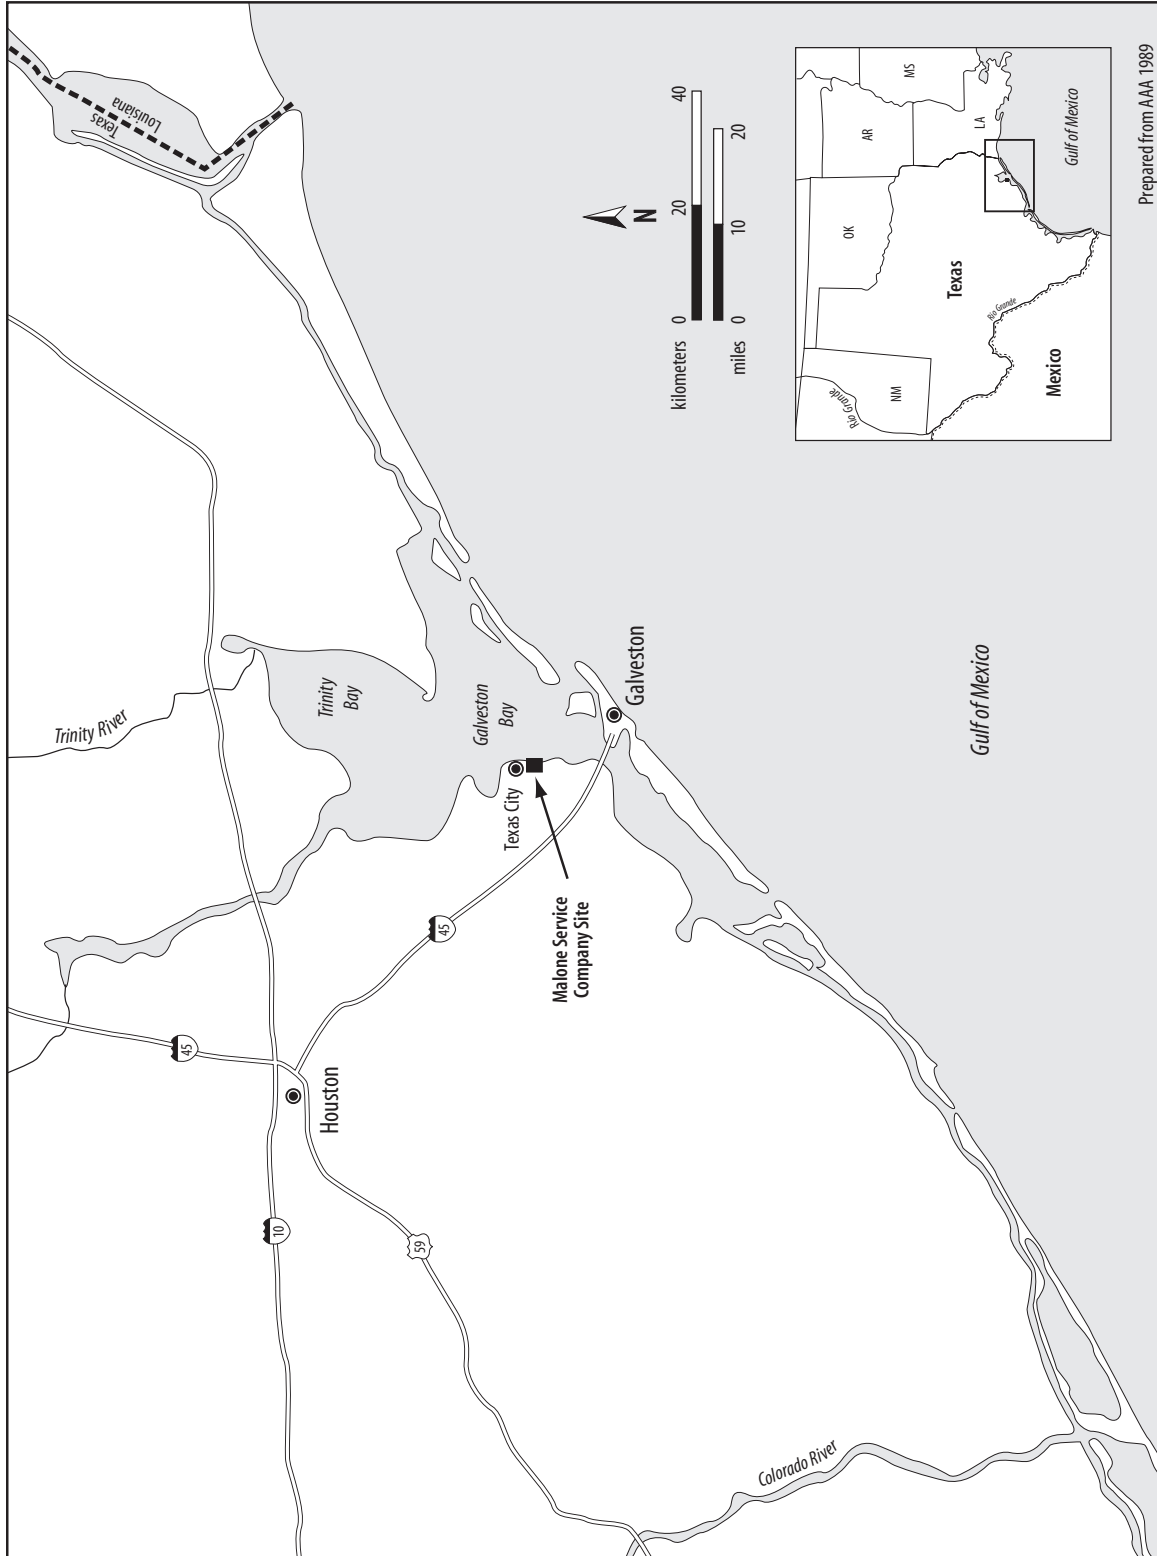 Texas
Louisiana
Trinity River
Trinity
Bay
Galveston
Bay
Galveston
Texas City
Malone Service
Company Site
Houston
45
45
10
59
Colorado River
Gulf of Mexico
N
kilometers 0 20 40
miles 0 10 20
Rio Grande
NM
OK
AR
MS
LA
Texas
Rio Grande
Mexico
Gulf of Mexico
Prepared from AAA 1989